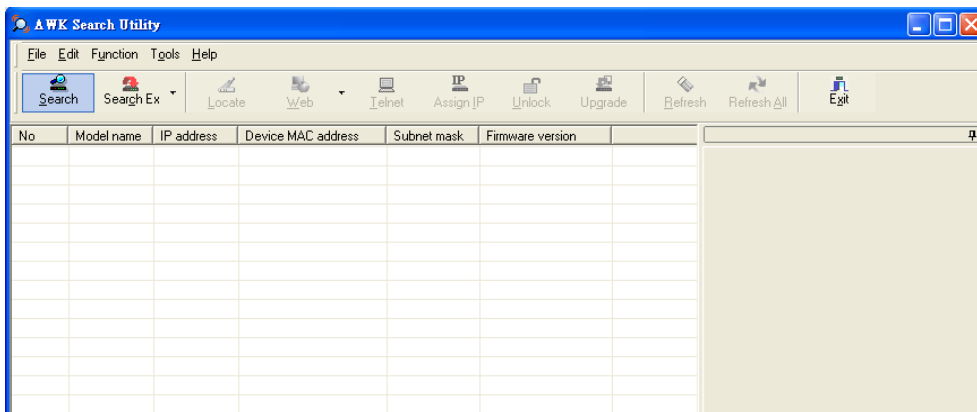 AWK Search Utility
File Edit Function Tools Help
Search Search Ex Locate Web Telnet Assign IP Unlock Upgrade Refresh Refresh All Exit
No Model name IP address Device MAC address Subnet mask Firmware version